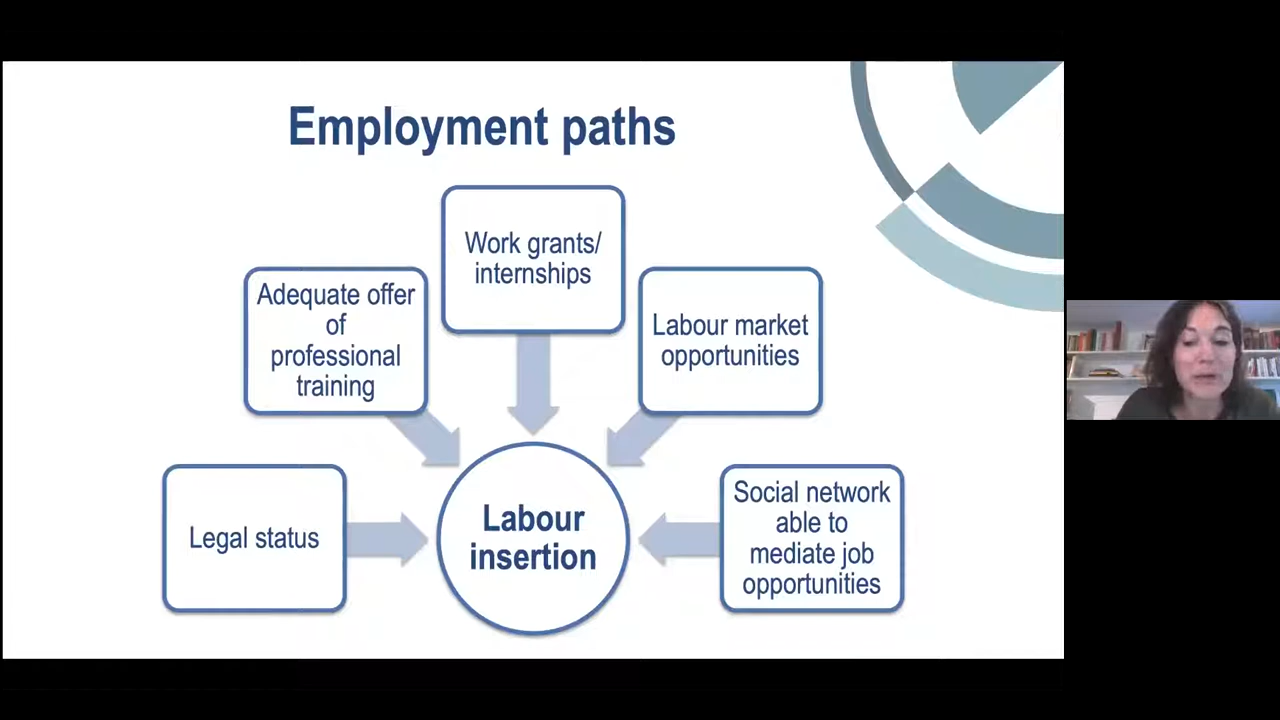 Employment paths
Work grants/
internships
Adequate offer
of
professional
training
Labour market
opportunities
Legal status
Labour
insertion
Social network
able to
mediate job
opportunities